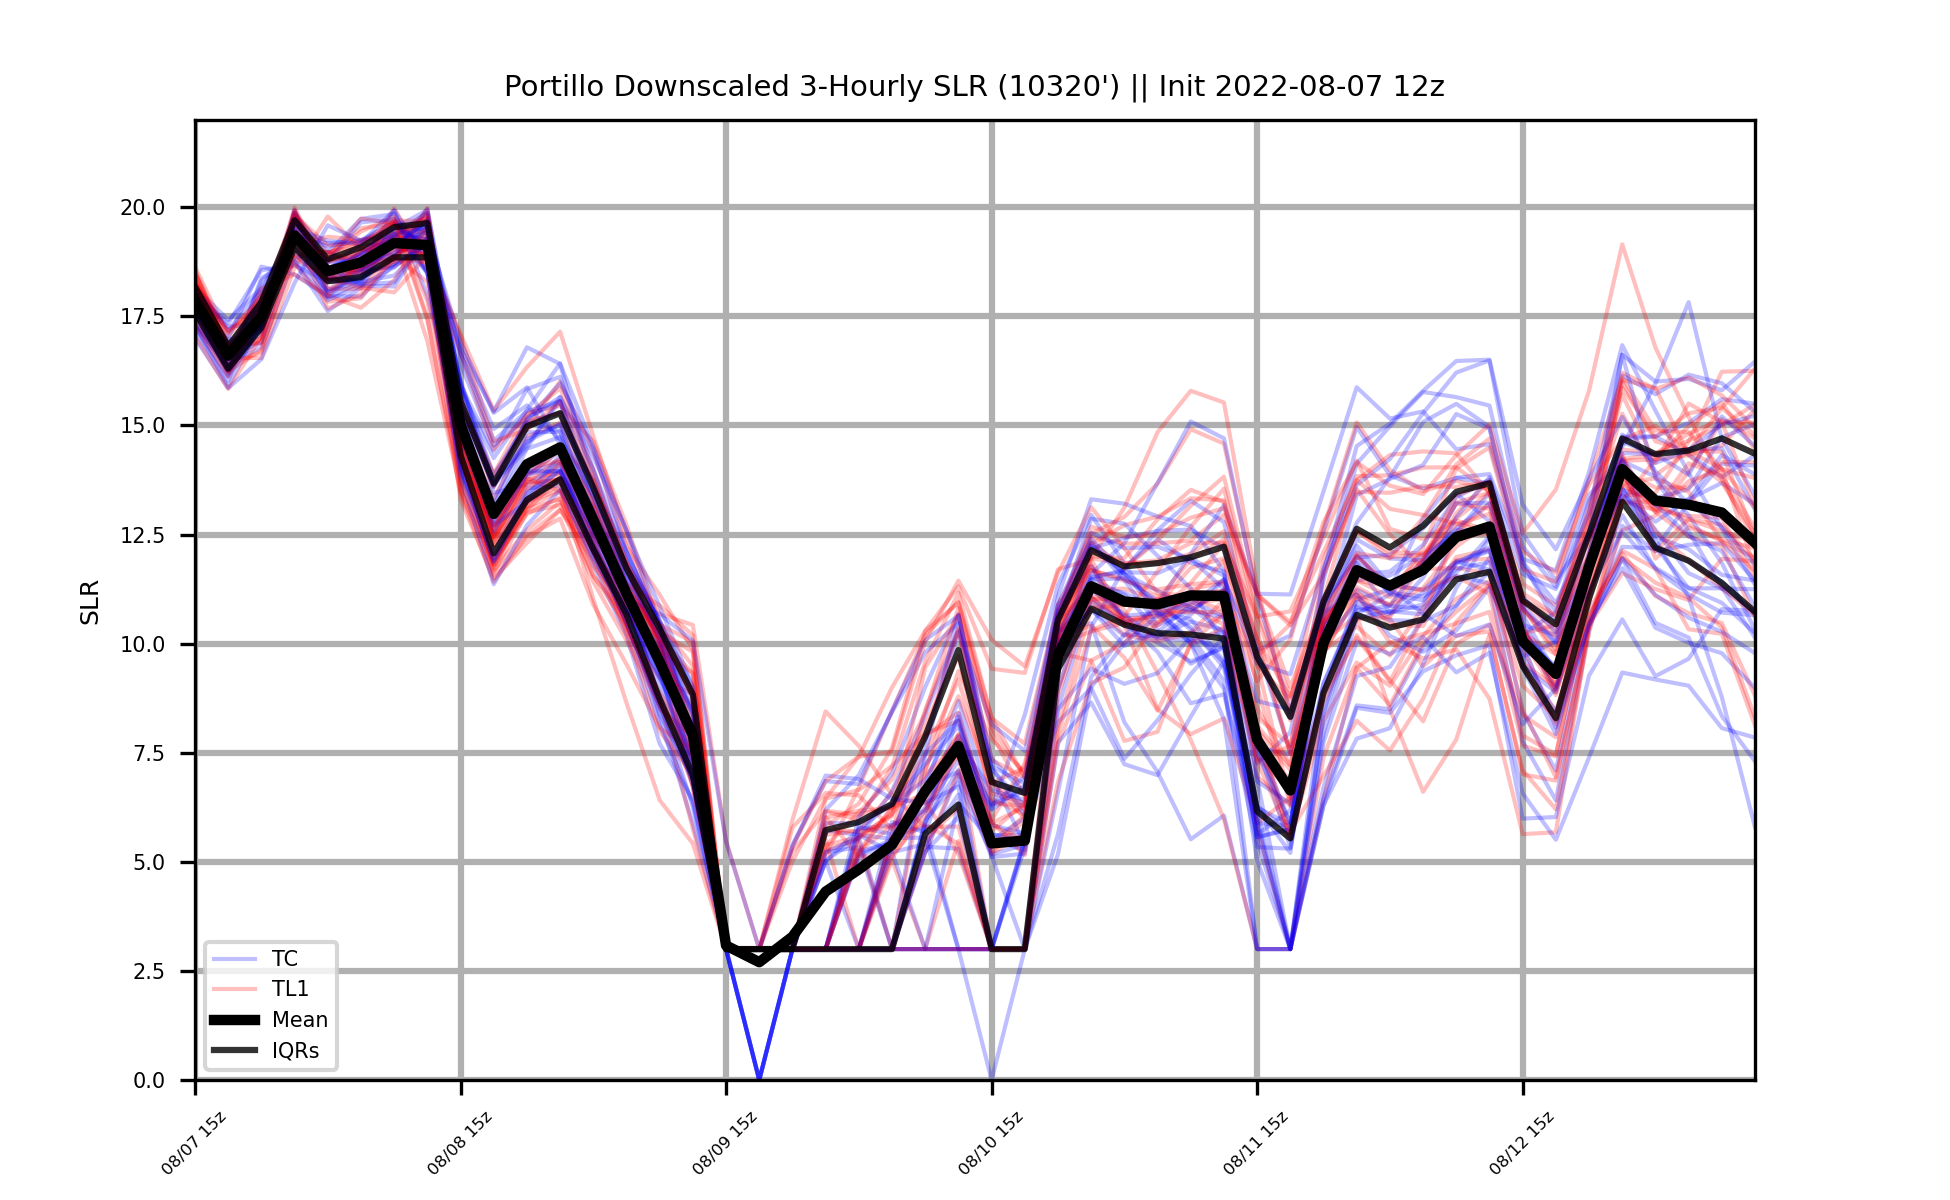 Portillo Downscaled 3-Hourly SLR (10320') || Init 2022-08-07 12z
SLR
20.0
17.5
15.0
12.5
10.0
7.5
5.0
2.5
0.0
TC
TL1
Mean
IQRs
08/07 15z
08/08 15z
08/09 15z
08/10 15z
08/11 15z
08/12 15z